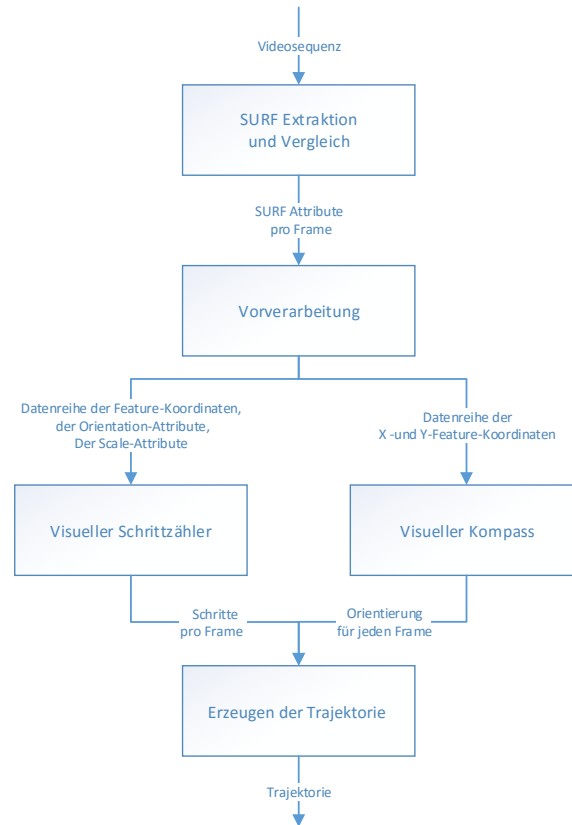 Videosequenz
SURF Extraktion
und Vergleich
SURF Attribute
pro Frame
Vorverarbeitung
Datenreihe der Feature-Koordinaten,
der Orientation-Attribute,
Der Scale-Attribute
Datenreihe der
X -und Y-Feature-Koordinaten
Visueller Schrittzähler
Visueller Kompass
Schritte
pro Frame
Orientierung
für jeden Frame
Erzeugen der Trajektorie
Trajektorie